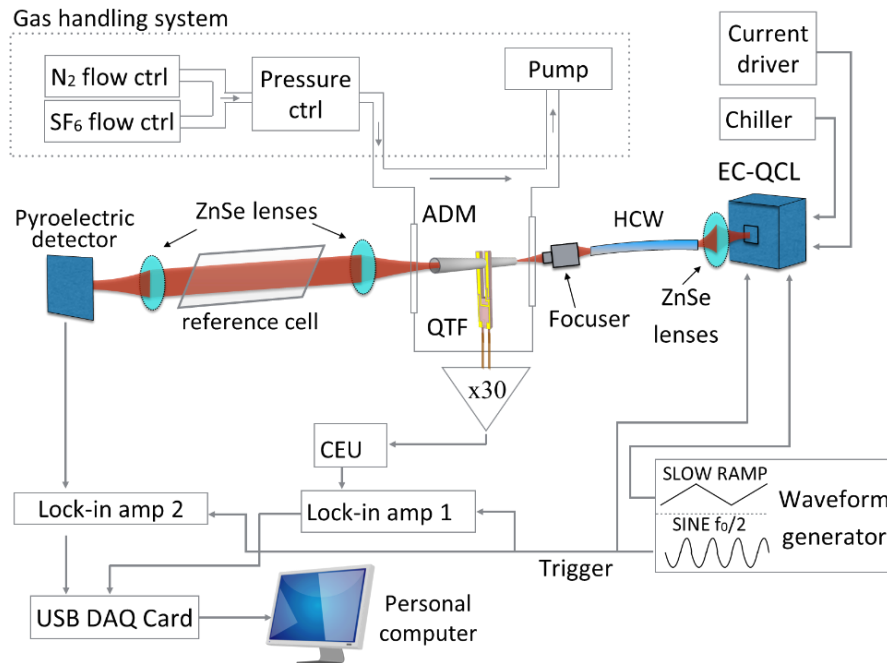 Gas handling system
N₂ flow ctrl
SF₆ flow ctrl
Pressure
ctrl
Pump
Current
driver
Chiller
EC-QCL
Pyroelectric
detector
ZnSe lenses
ADM
HCW
reference cell
QTF
Focuser
ZnSe
lenses
x30
CEU
Lock-in amp 2
Lock-in amp 1
SLOW RAMP
SINE f₀/2
Waveform
generator
Trigger
USB DAQ Card
Personal
computer